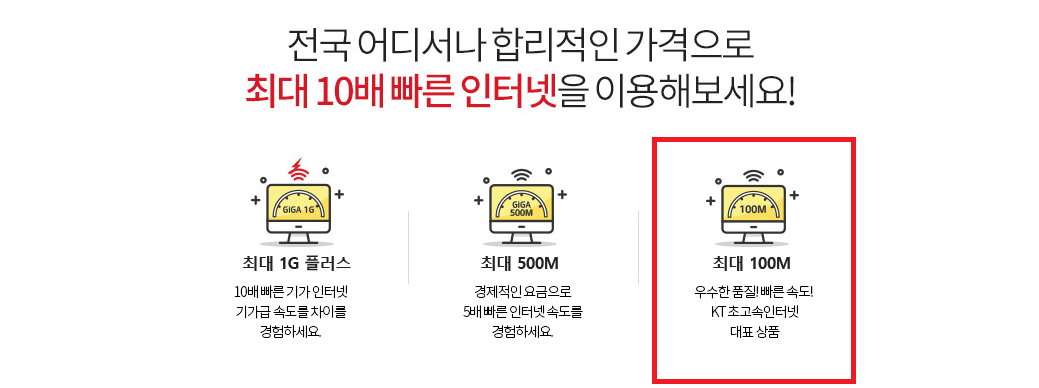 전국 어디서나 합리적인 가격으로
최대 10배 빠른 인터넷을 이용해보세요!
GIGA 1G
최대 1G 플러스
10배 빠른 기가 인터넷
기가급 속도를 차이를
경험하세요.
GIGA
500M
최대 500M
경제적인 요금으로
5배 빠른 인터넷 속도를
경험하세요.
100M
최대 100M
우수한 품질! 빠른 속도!
KT 초고속인터넷
대표 상품